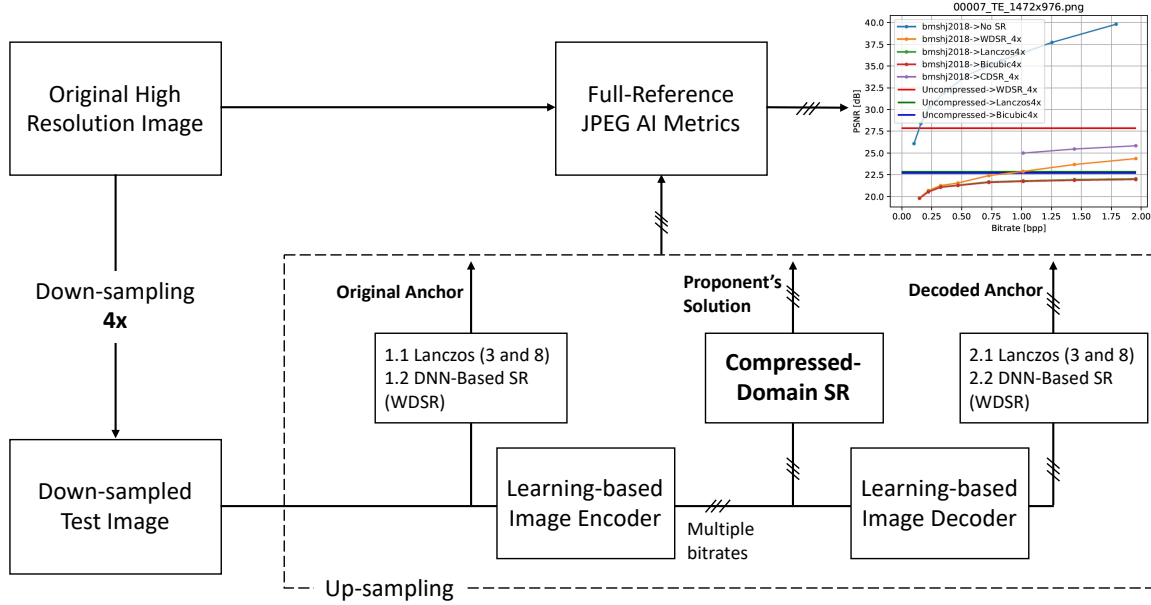 00007_TE_1472x976.png
40.0
37.5
35.0
32.5
30.0
27.5
25.0
22.5
20.0
PSNR [dB]
bmshj2018->No SR
bmshj2018->WDSR_4x
bmshj2018->Lanczos4x
bmshj2018->Bicubic4x
bmshj2018->CDSR_4x
Uncompressed->WDSR_4x
Uncompressed->Lanczos4x
Uncompressed->Bicubic4x
0.00 0.25 0.50 0.75 1.00 1.25 1.50 1.75 2.00
Bitrate [bpp]
Original High
Resolution Image
Full-Reference
JPEG AI Metrics
Down-sampling
4x
Original Anchor
Proponent's
Solution
Decoded Anchor
1.1 Lanczos (3 and 8)
1.2 DNN-Based SR
(WDSR)
Compressed-
Domain SR
2.1 Lanczos (3 and 8)
2.2 DNN-Based SR
(WDSR)
Down-sampled
Test Image
Learning-based
Image Encoder
Multiple
bitrates
Learning-based
Image Decoder
Up-sampling